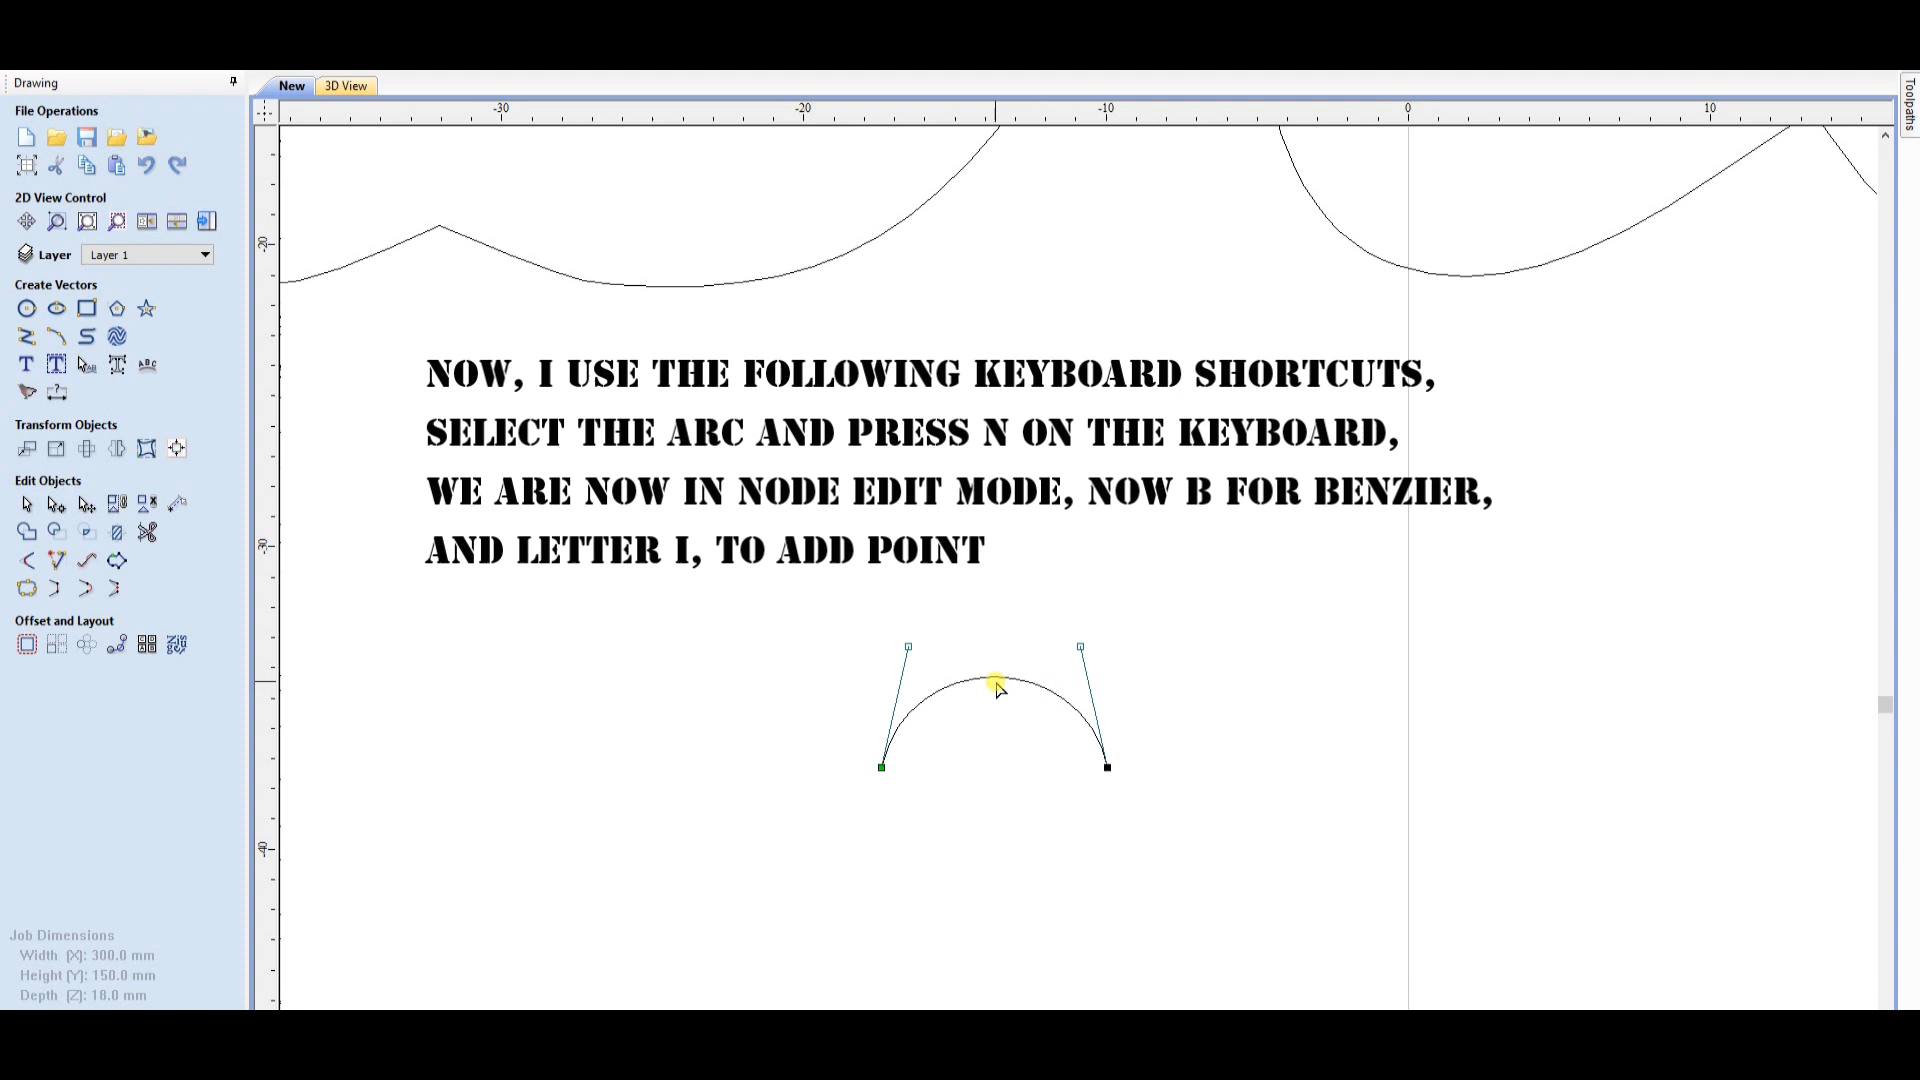 Drawing
New
3D View
Toolpaths
File Operations
2D View Control
Layer
Layer 1
Create Vectors
Transform Objects
Edit Objects
Offset and Layout
Job Dimensions
Width (X): 300.0 mm
Height (Y): 150.0 mm
Depth (Z): 18.0 mm
-30
-20
-10
0
10
-20
-30
-40
NOW, I USE THE FOLLOWING KEYBOARD SHORTCUTS,
SELECT THE ARC AND PRESS N ON THE KEYBOARD,
WE ARE NOW IN NODE EDIT MODE, NOW B FOR BENZIER,
AND LETTER I, TO ADD POINT